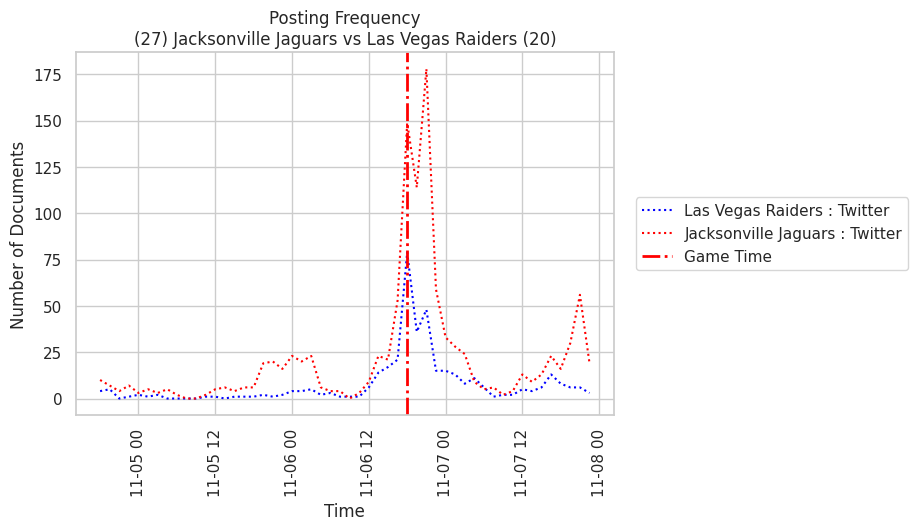 Posting Frequency
(27) Jacksonville Jaguars vs Las Vegas Raiders (20)
Number of Documents
175
150
125
100
75
50
25
0
11-05 00
11-05 12
11-06 00
11-06 12
11-07 00
11-07 12
11-08 00
Time
Las Vegas Raiders : Twitter
Jacksonville Jaguars : Twitter
Game Time